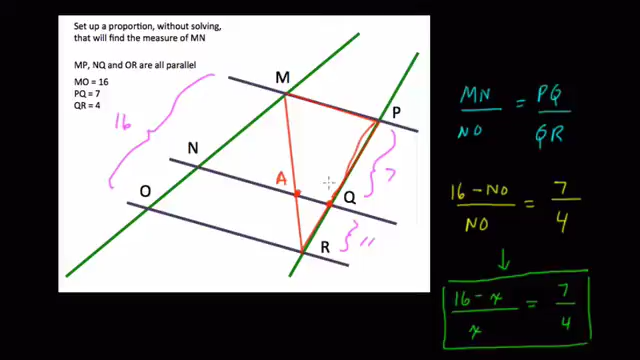 Set up a proportion, without solving,
that will find the measure of MN
MP, NQ and OR are all parallel
MO = 16
PQ = 7
QR = 4
M
P
16
N
A
7
Q
O
R
MN/NO = PQ/QR
16-NO/NO = 7/4
↓
16-x/x = 7/4